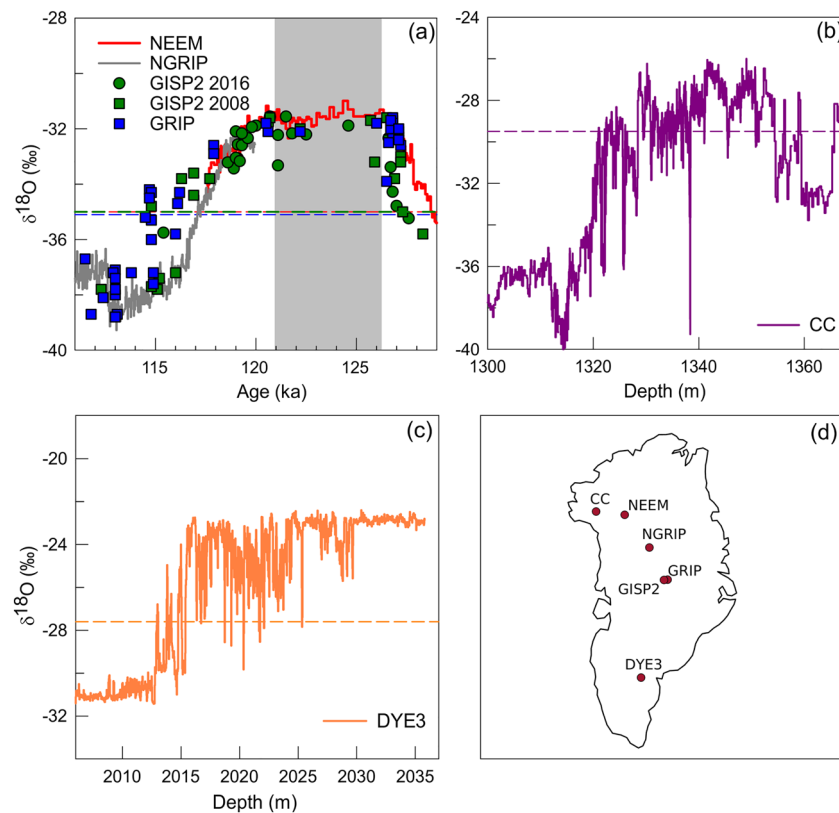 (a)
NEEM
NGRIP
GISP2 2016
GISP2 2008
GRIP
δ18O (‰)
-28
-32
-36
-40
115
120
125
Age (ka)
(b)
-24
-28
-32
-36
-40
CC
1300
1320
1340
1360
Depth (m)
(c)
δ18O (‰)
-20
-24
-28
-32
DYE3
2010
2015
2020
2025
2030
2035
Depth (m)
(d)
CC
NEEM
NGRIP
GRIP
GISP2
DYE3